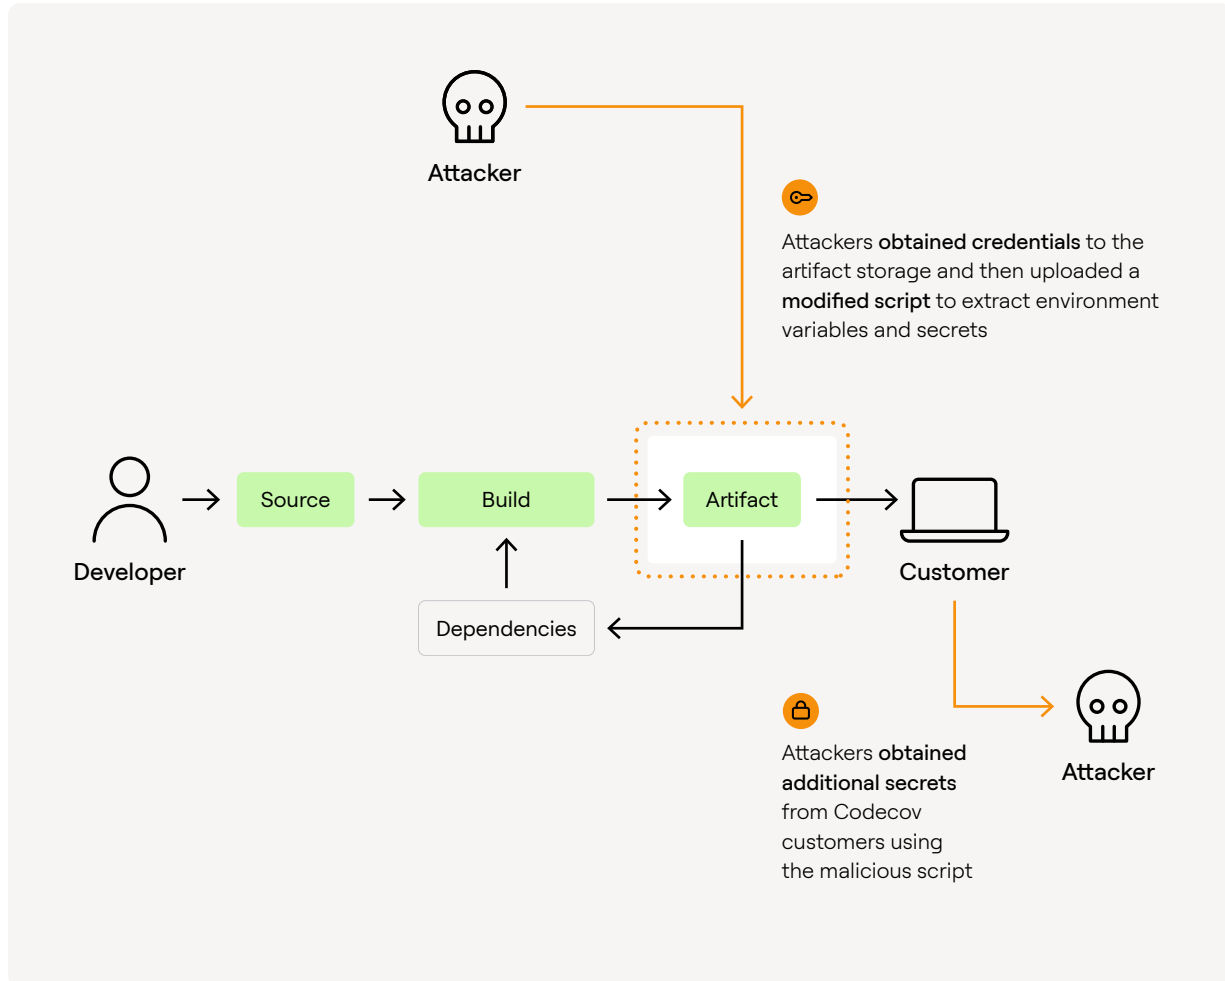 Attacker
Attackers obtained credentials to the
artifact storage and then uploaded a
modified script to extract environment
variables and secrets
Developer
Source
Build
Artifact
Customer
Dependencies
Attackers obtained
additional secrets
from Codecov
customers using
the malicious script
Attacker